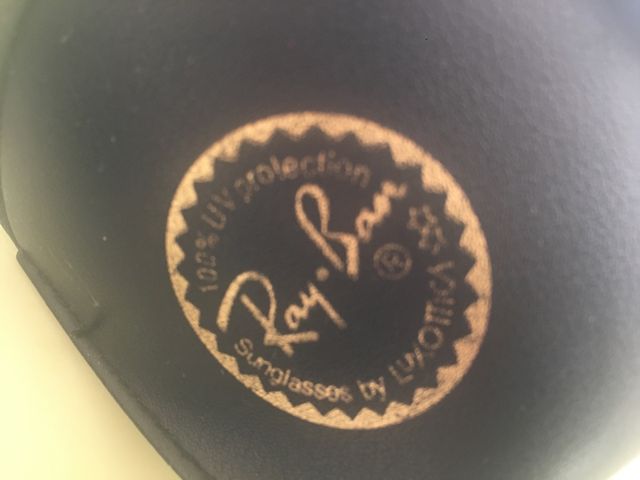 100% UV protection
Ray-Ban
®
Sunglasses by LUXOTTICA